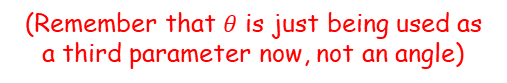 (Remember that θ is just being used as
a third parameter now, not an angle)